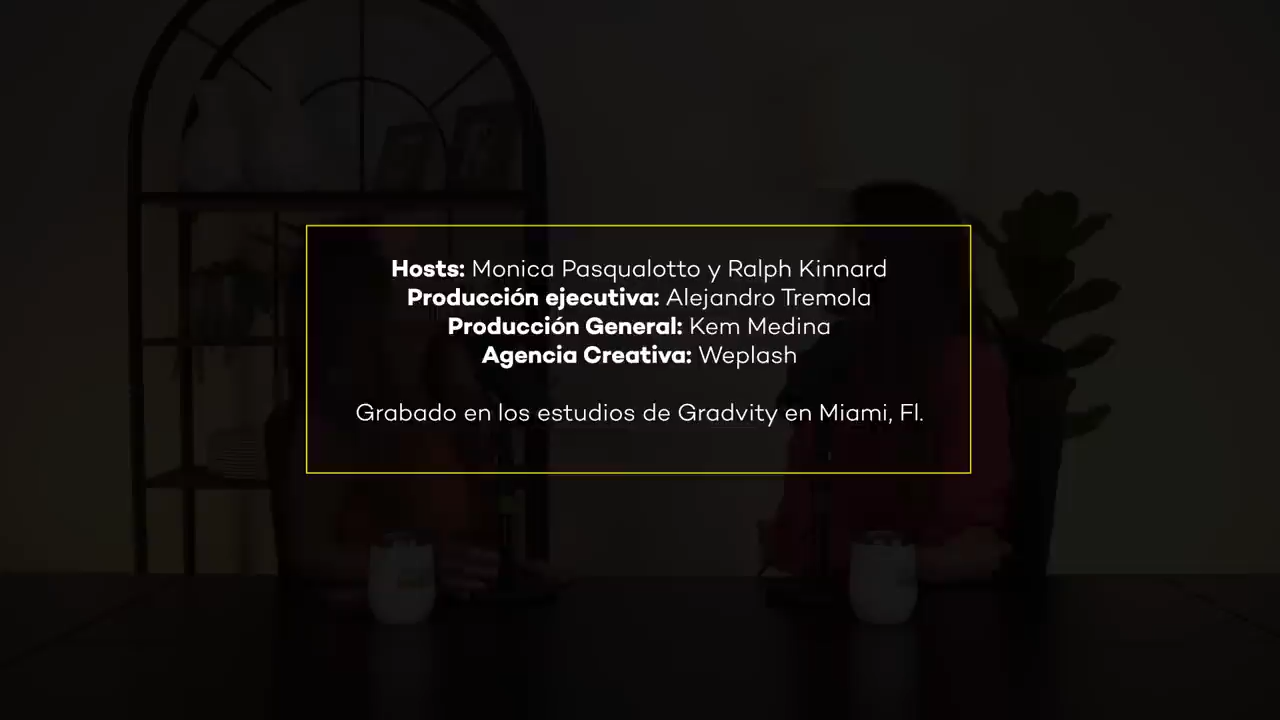 Hosts: Monica Pasqualotto y Ralph Kinnard
Producción ejecutiva: Alejandro Tremola
Producción General: Kem Medina
Agencia Creativa: Weplash
Grabado en los estudios de Gradvity en Miami, Fl.